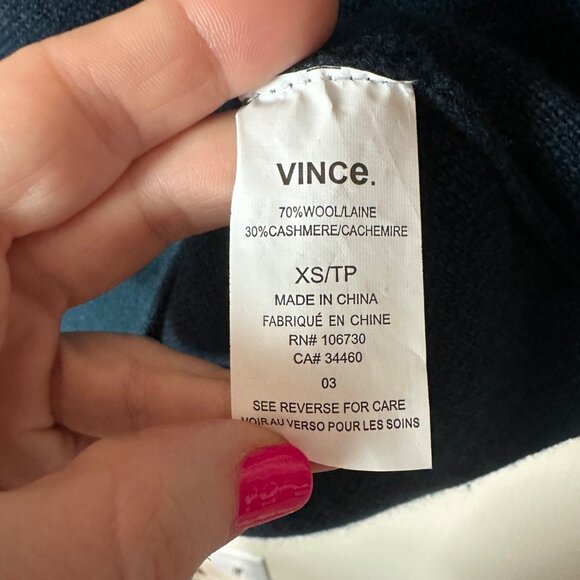 VINCe.
70%WOOL/LAINE
30%CASHMERE/CACHEMIRE
XS/TP
MADE IN CHINA
FABRIQUÉ EN CHINE
RN# 106730
CA# 34460
03
SEE REVERSE FOR CARE
VOIR AU VERSO POUR LES SOINS